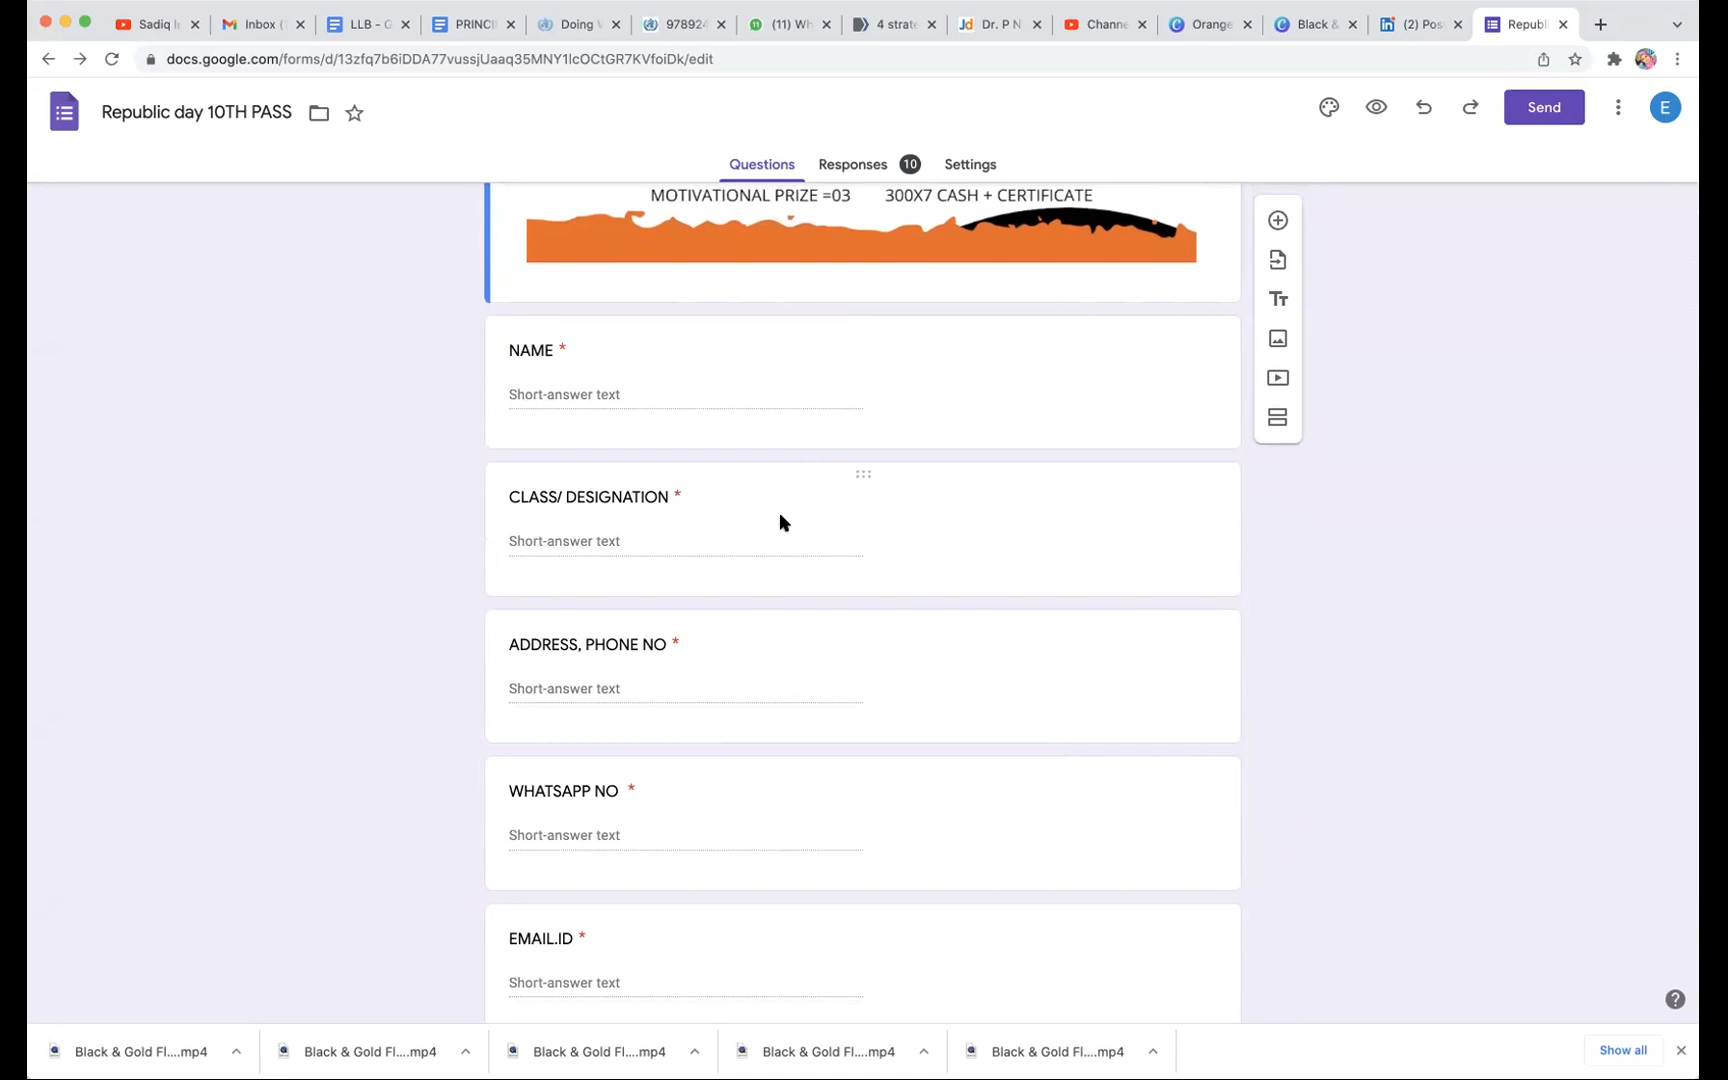 Sadiq I
Inbox (
LLB - G
PRINCI
Doing
978924
(11) Wh
4 strate
Dr. P N
Channe
Orange
Black &
(2) Pos
Republi
docs.google.com/forms/d/13zfq7b6iDDA77vussjUaaq35MNY1lcOCtGR7KVfoiDk/edit
Republic day 10TH PASS
Send
E
Questions Responses 10 Settings
MOTIVATIONAL PRIZE =03 300X7 CASH + CERTIFICATE
NAME *
Short-answer text
CLASS/ DESIGNATION *
Short-answer text
ADDRESS, PHONE NO *
Short-answer text
WHATSAPP NO *
Short-answer text
EMAIL.ID *
Short-answer text
Black & Gold Fl....mp4
Black & Gold Fl....mp4
Black & Gold Fl....mp4
Black & Gold Fl....mp4
Black & Gold Fl....mp4
Show all